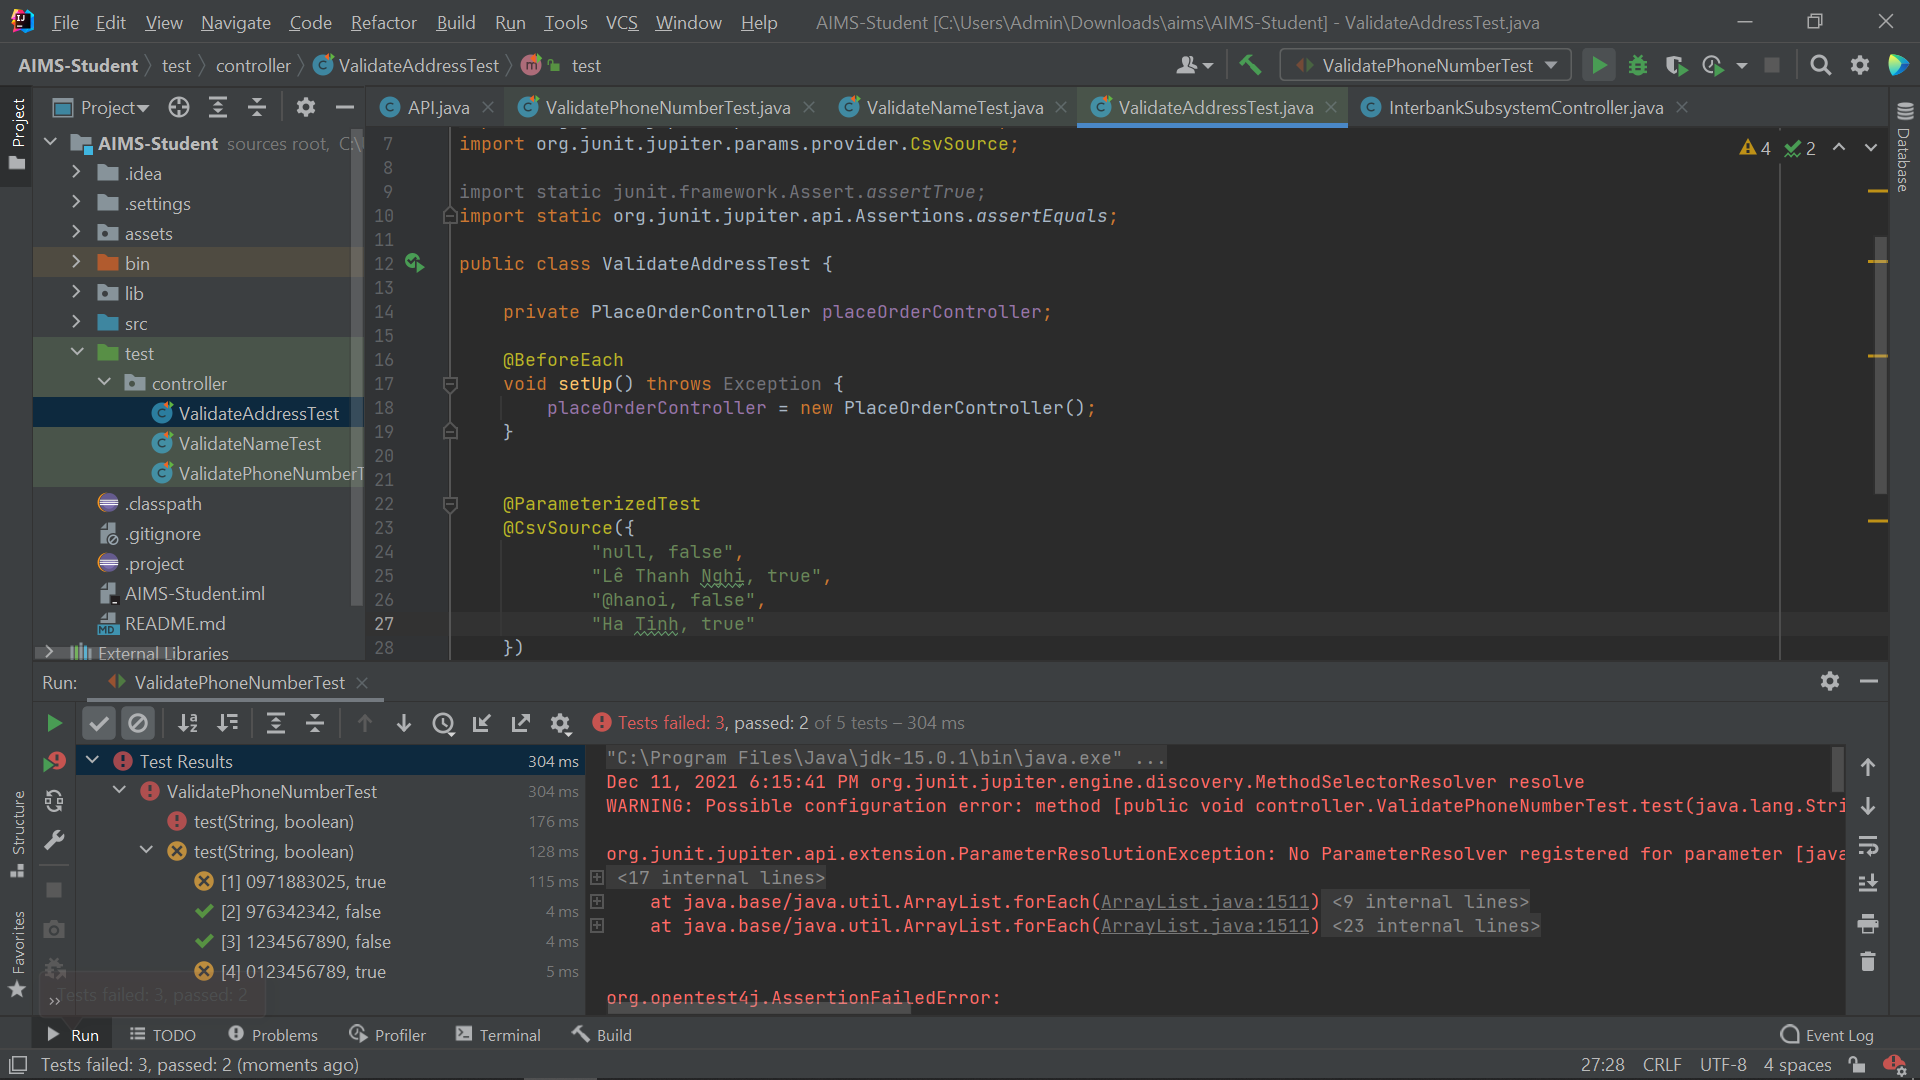 File Edit View Navigate Code Refactor Build Run Tools VCS Window Help AIMS-Student [C:\Users\Admin\Downloads\aims\AIMS-Student] - ValidateAddressTest.java
AIMS-Student test controller ValidateAddressTest test ValidatePhoneNumberTest
Project API.java ValidatePhoneNumberTest.java ValidateNameTest.java ValidateAddressTest.java InterbankSubsystemController.java
Project
Database
Structure
Favorites
AIMS-Student sources root, C:\
.idea
.settings
assets
bin
lib
src
test
controller
ValidateAddressTest
ValidateNameTest
ValidatePhoneNumberT
.classpath
.gitignore
.project
AIMS-Student.iml
README.md
External Libraries
4 2
7 import org.junit.jupiter.params.provider.CsvSource;
8
9 import static junit.framework.Assert.assertTrue;
10 import static org.junit.jupiter.api.Assertions.assertEquals;
11
12 public class ValidateAddressTest {
13
14 private PlaceOrderController placeOrderController;
15
16 @BeforeEach
17 void setUp() throws Exception {
18 placeOrderController = new PlaceOrderController();
19 }
20
21
22 @ParameterizedTest
23 @CsvSource({
24 "null, false",
25 "Lê Thanh Nghị, true",
26 "@hanoi, false",
27 "Ha Tinh, true"
28 })
Run: ValidatePhoneNumberTest
Tests failed: 3, passed: 2 of 5 tests – 304 ms
Test Results 304 ms
ValidatePhoneNumberTest 304 ms
test(String, boolean) 176 ms
test(String, boolean) 128 ms
[1] 0971883025, true 115 ms
[2] 976342342, false 4 ms
[3] 1234567890, false 4 ms
[4] 0123456789, true 5 ms
Tests failed: 3, passed: 2
"C:\Program Files\Java\jdk-15.0.1\bin\java.exe" ...
Dec 11, 2021 6:15:41 PM org.junit.jupiter.engine.discovery.MethodSelectorResolver resolve
WARNING: Possible configuration error: method [public void controller.ValidatePhoneNumberTest.test(java.lang.Stri
org.junit.jupiter.api.extension.ParameterResolutionException: No ParameterResolver registered for parameter [java
<17 internal lines>
at java.base/java.util.ArrayList.forEach(ArrayList.java:1511) <9 internal lines>
at java.base/java.util.ArrayList.forEach(ArrayList.java:1511) <23 internal lines>
org.opentest4j.AssertionFailedError:
Run TODO Problems Profiler Terminal Build Event Log
Tests failed: 3, passed: 2 (moments ago) 27:28 CRLF UTF-8 4 spaces